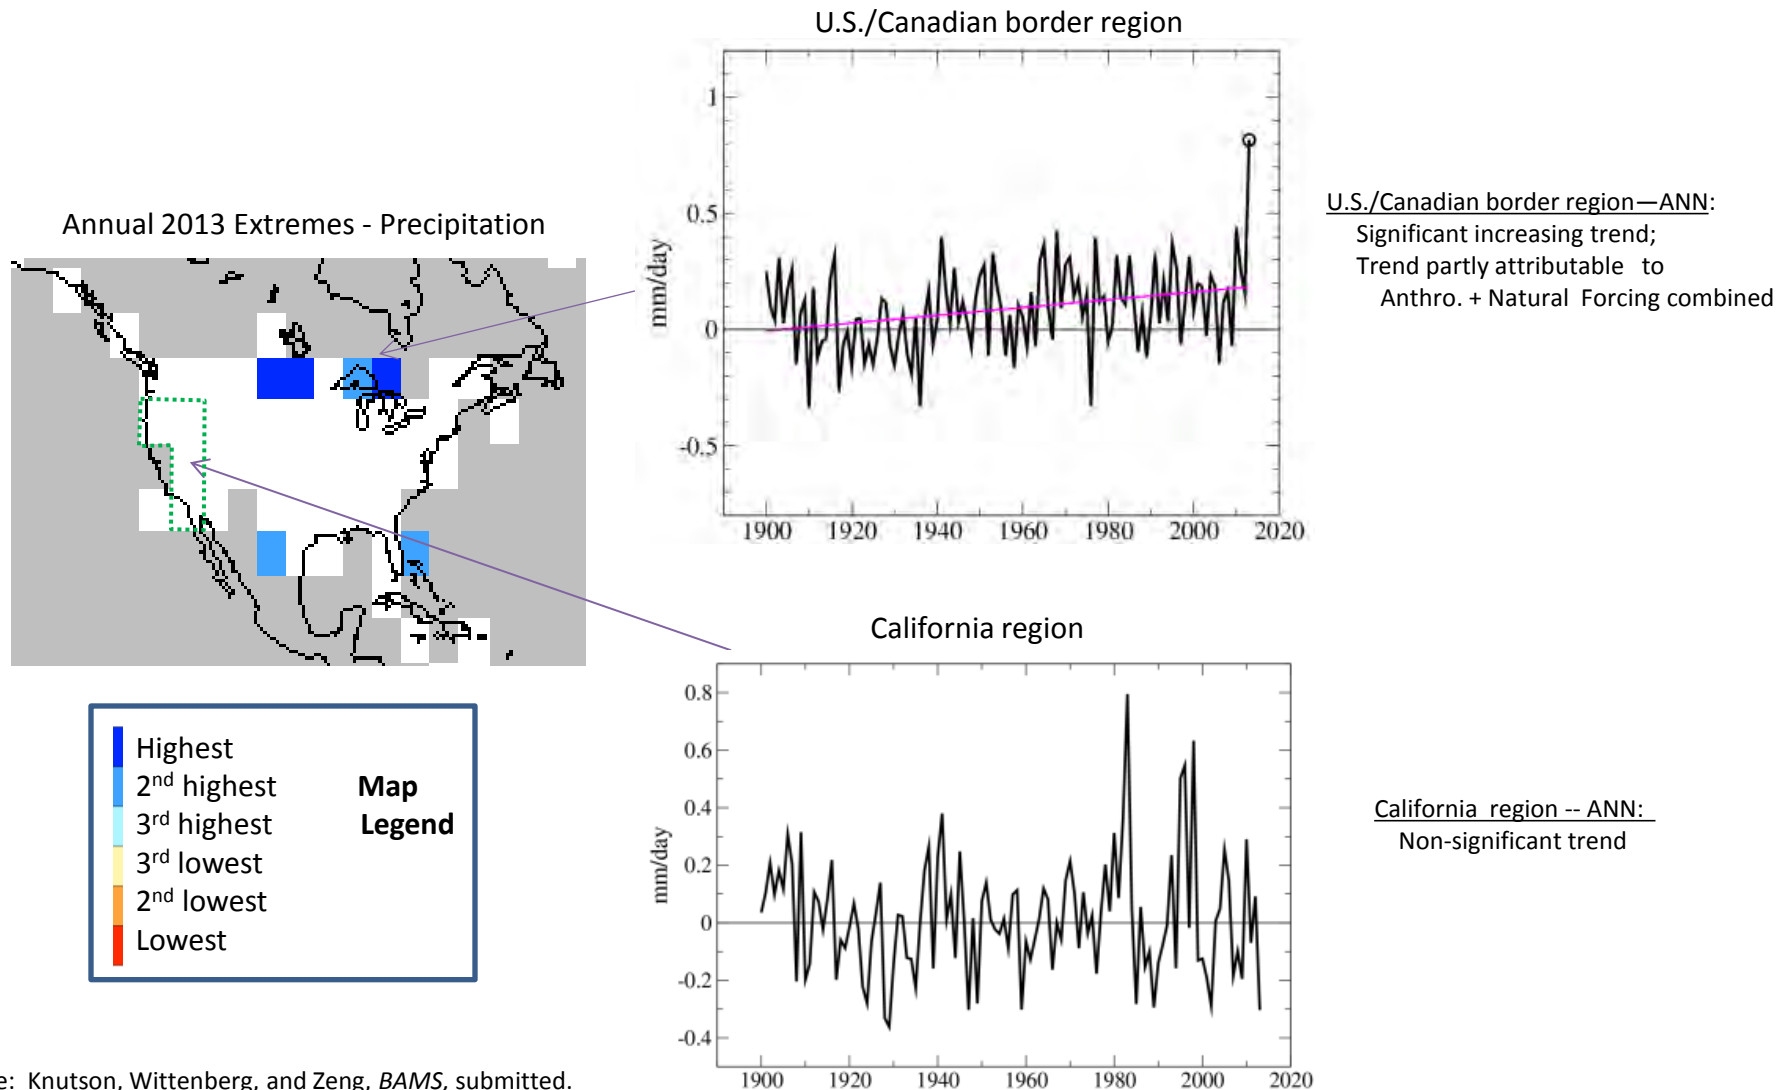 U.S./Canadian border region
1
0.5
0
-0.5
mm/day
1900 1920 1940 1960 1980 2000 2020
U.S./Canadian border region—ANN:
Significant increasing trend;
Trend partly attributable to
Anthro. + Natural Forcing combined
Annual 2013 Extremes - Precipitation
Highest
2nd highest
3rd highest
3rd lowest
2nd lowest
Lowest
Map
Legend
California region
0.8
0.6
0.4
0.2
0
-0.2
-0.4
mm/day
1900 1920 1940 1960 1980 2000 2020
California region -- ANN:
Non-significant trend
e: Knutson, Wittenberg, and Zeng, BAMS, submitted.